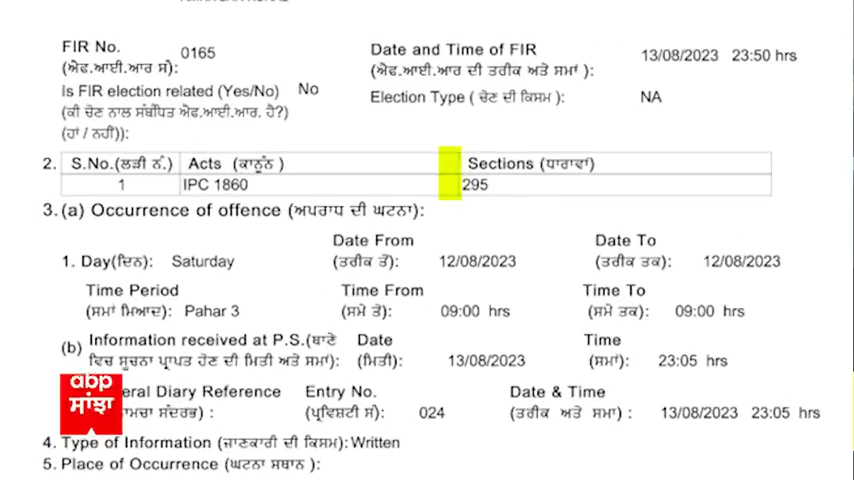 FIR No. 0165 Date and Time of FIR 13/08/2023 23:50 hrs
(ਐਫ.ਆਈ.ਆਰ ਸੰ): (ਐਫ.ਆਈ.ਆਰ ਦੀ ਤਰੀਕ ਅਤੇ ਸਮਾਂ ):
Is FIR election related (Yes/No) No Election Type ( ਚੋਣ ਦੀ ਕਿਸਮ ): NA
(ਕੀ ਚੋਣ ਨਾਲ ਸੰਬੰਧਿਤ ਐਫ.ਆਈ.ਆਰ. ਹੈ?)
(ਹਾਂ / ਨਹੀਂ)):
2. S.No.(ਲੜੀ ਨੰ.) Acts (ਕਾਨੂੰਨ ) Sections (ਧਾਰਾਵਾਂ)
1 IPC 1860 295
3. (a) Occurrence of offence (ਅਪਰਾਧ ਦੀ ਘਟਨਾ):
Date From Date To
1. Day(ਦਿਨ): Saturday (ਤਰੀਕ ਤੋਂ): 12/08/2023 (ਤਰੀਕ ਤਕ): 12/08/2023
Time Period Time From Time To
(ਸਮਾਂ ਮਿਆਦ): Pahar 3 (ਸਮੇ ਤੋਂ): 09:00 hrs (ਸਮੇ ਤਕ): 09:00 hrs
(b) Information received at P.S.(ਥਾਣੇ Date Time
ਵਿਚ ਸੂਚਨਾ ਪ੍ਰਾਪਤ ਹੋਣ ਦੀ ਮਿਤੀ ਅਤੇ ਸਮਾਂ): (ਮਿਤੀ): 13/08/2023 (ਸਮਾਂ): 23:05 hrs
abp
ਸਾਂਝਾ
eral Diary Reference Entry No. Date & Time
ਾਮਚਾ ਸੰਦਰਭ) : (ਪ੍ਰਵਿਸ਼ਟੀ ਸੰ): 024 (ਤਰੀਕ ਅਤੇ ਸਮਾ) : 13/08/2023 23:05 hrs
4. Type of Information (ਜਾਣਕਾਰੀ ਦੀ ਕਿਸਮ): Written
5. Place of Occurrence (ਘਟਨਾ ਸਥਾਨ ):